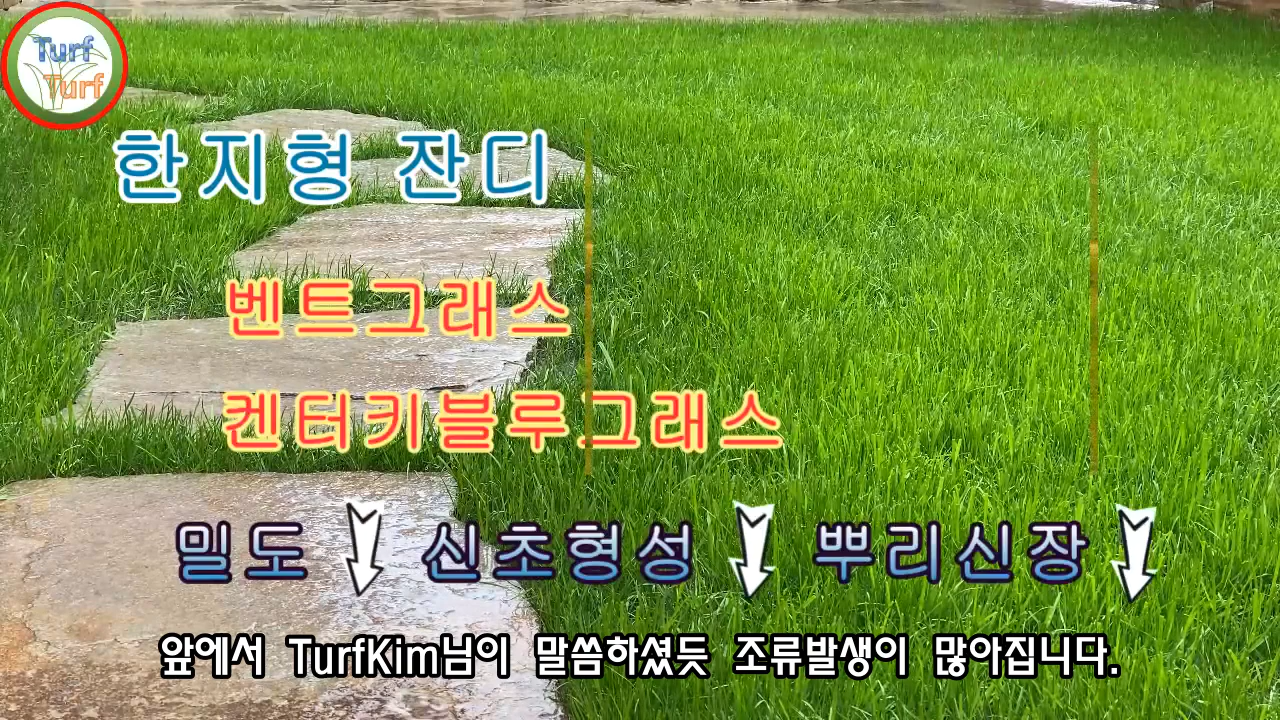 Turf
Turf
한지형 잔디
벤트그래스
켄터키블루그래스
밀도 신초형성 뿌리신장
앞에서 TurfKim님이 말씀하셨듯 조류발생이 많아집니다.